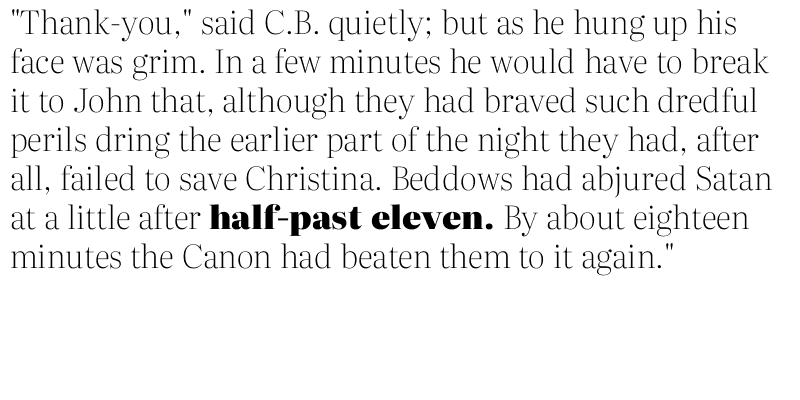 "Thank-you," said C.B. quietly; but as he hung up his
face was grim. In a few minutes he would have to break
it to John that, although they had braved such dredful
perils dring the earlier part of the night they had, after
all, failed to save Christina. Beddows had abjured Satan
at a little after half-past eleven. By about eighteen
minutes the Canon had beaten them to it again."